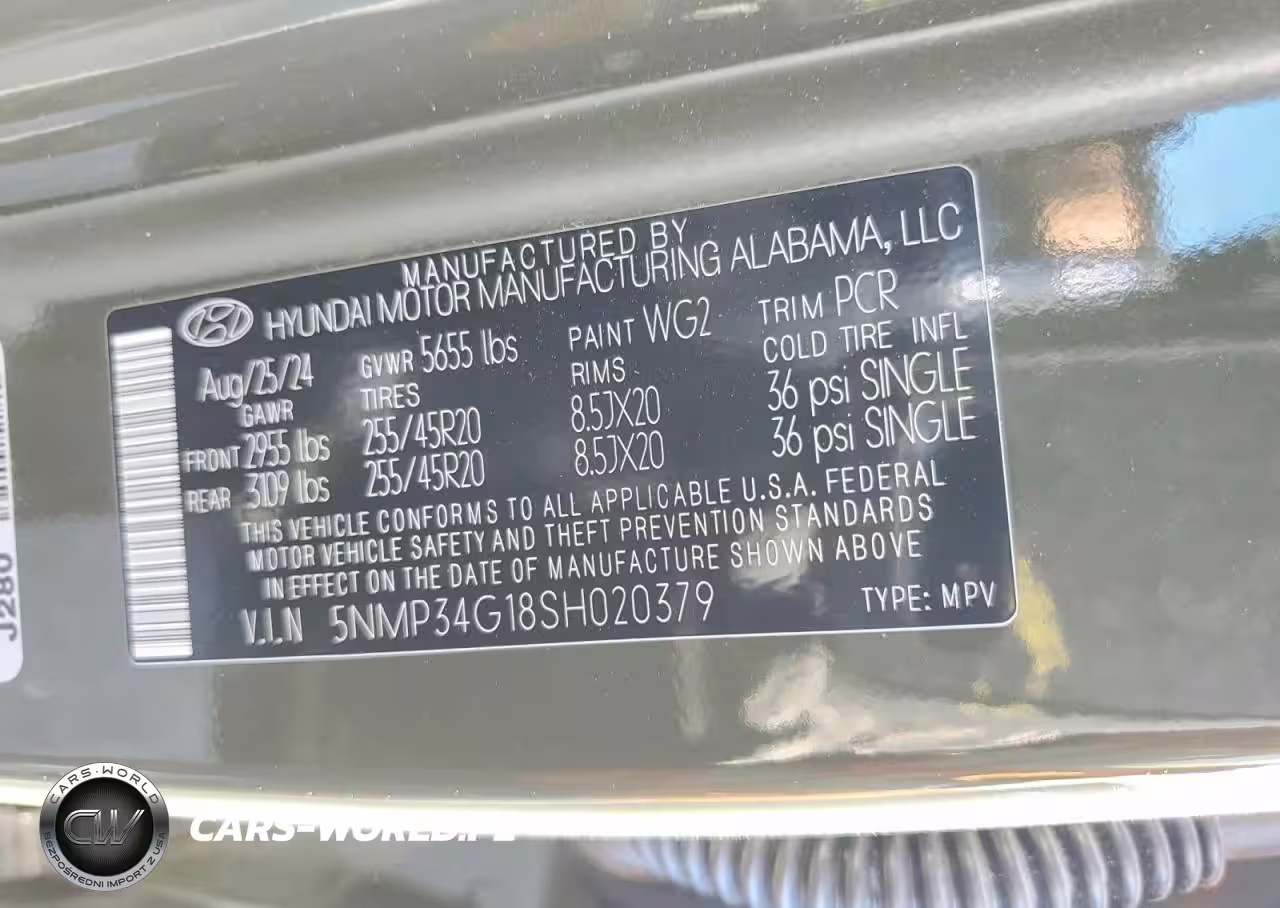 MANUFACTURED BY
HYUNDAI MOTOR MANUFACTURING ALABAMA, LLC
Aug/25/24 GVWR 5655 lbs PAINT WG2 TRIM PCR
GAWR TIRES RIMS COLD TIRE INFL
FRONT 2955 lbs 255/45R20 8.5JX20 36 psi SINGLE
REAR 3109 lbs 255/45R20 8.5JX20 36 psi SINGLE
THIS VEHICLE CONFORMS TO ALL APPLICABLE U.S.A. FEDERAL
MOTOR VEHICLE SAFETY AND THEFT PREVENTION STANDARDS
IN EFFECT ON THE DATE OF MANUFACTURE SHOWN ABOVE
V.I.N 5NMP34G18SH020379 TYPE: MPV
J280
CARS-WORLD
CW
BEZPOŚREDNI IMPORT Z USA
CARS-WORLD.PL